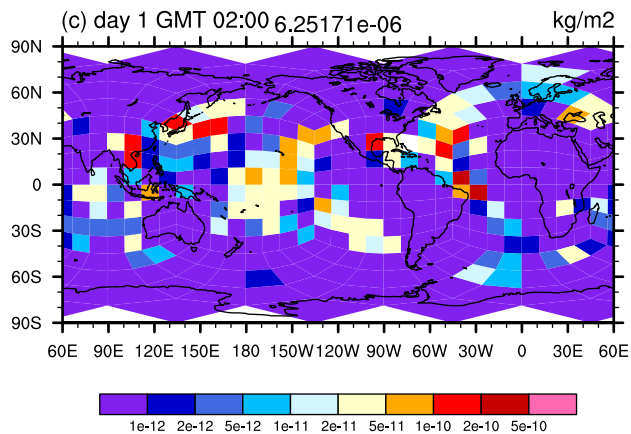 (c) day 1 GMT 02:00 6.25171e-06 kg/m2
90N
60N
30N
0
30S
60S
90S
60E 90E 120E 150E 180 150W 120W 90W 60W 30W 0 30E 60E
1e-12 2e-12 5e-12 1e-11 2e-11 5e-11 1e-10 2e-10 5e-10